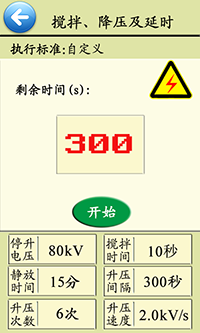 搅拌、降压及延时
执行标准:自定义
剩余时间(s):
300
开始
停升电压 80kV 搅拌时间 10秒
静放时间 15分 升压间隔 300秒
升压次数 6次 升压速度 2.0kV/s